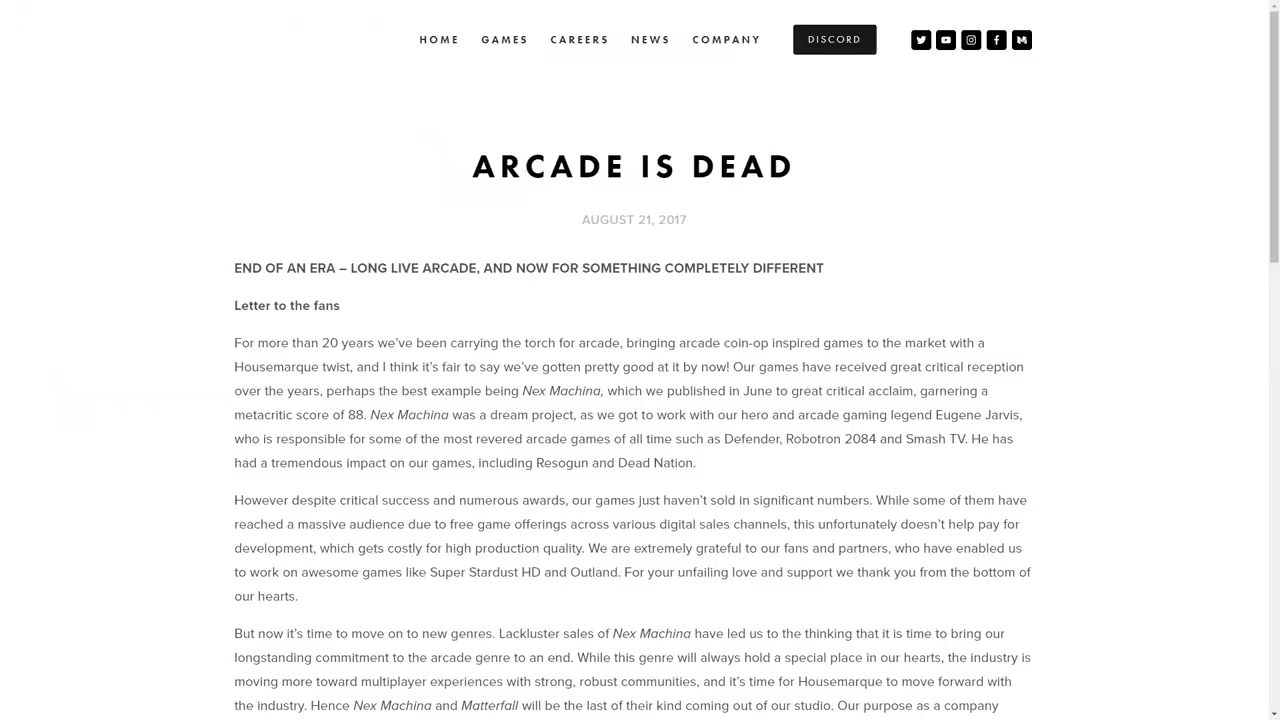 HOME GAMES CAREERS NEWS COMPANY DISCORD
ARCADE IS DEAD
AUGUST 21, 2017
END OF AN ERA – LONG LIVE ARCADE, AND NOW FOR SOMETHING COMPLETELY DIFFERENT
Letter to the fans
For more than 20 years we’ve been carrying the torch for arcade, bringing arcade coin-op inspired games to the market with a
Housemarque twist, and I think it’s fair to say we’ve gotten pretty good at it by now! Our games have received great critical reception
over the years, perhaps the best example being Nex Machina, which we published in June to great critical acclaim, garnering a
metacritic score of 88. Nex Machina was a dream project, as we got to work with our hero and arcade gaming legend Eugene Jarvis,
who is responsible for some of the most revered arcade games of all time such as Defender, Robotron 2084 and Smash TV. He has
had a tremendous impact on our games, including Resogun and Dead Nation.
However despite critical success and numerous awards, our games just haven’t sold in significant numbers. While some of them have
reached a massive audience due to free game offerings across various digital sales channels, this unfortunately doesn’t help pay for
development, which gets costly for high production quality. We are extremely grateful to our fans and partners, who have enabled us
to work on awesome games like Super Stardust HD and Outland. For your unfailing love and support we thank you from the bottom of
our hearts.
But now it’s time to move on to new genres. Lackluster sales of Nex Machina have led us to the thinking that it is time to bring our
longstanding commitment to the arcade genre to an end. While this genre will always hold a special place in our hearts, the industry is
moving more toward multiplayer experiences with strong, robust communities, and it’s time for Housemarque to move forward with
the industry. Hence Nex Machina and Matterfall will be the last of their kind coming out of our studio. Our purpose as a company